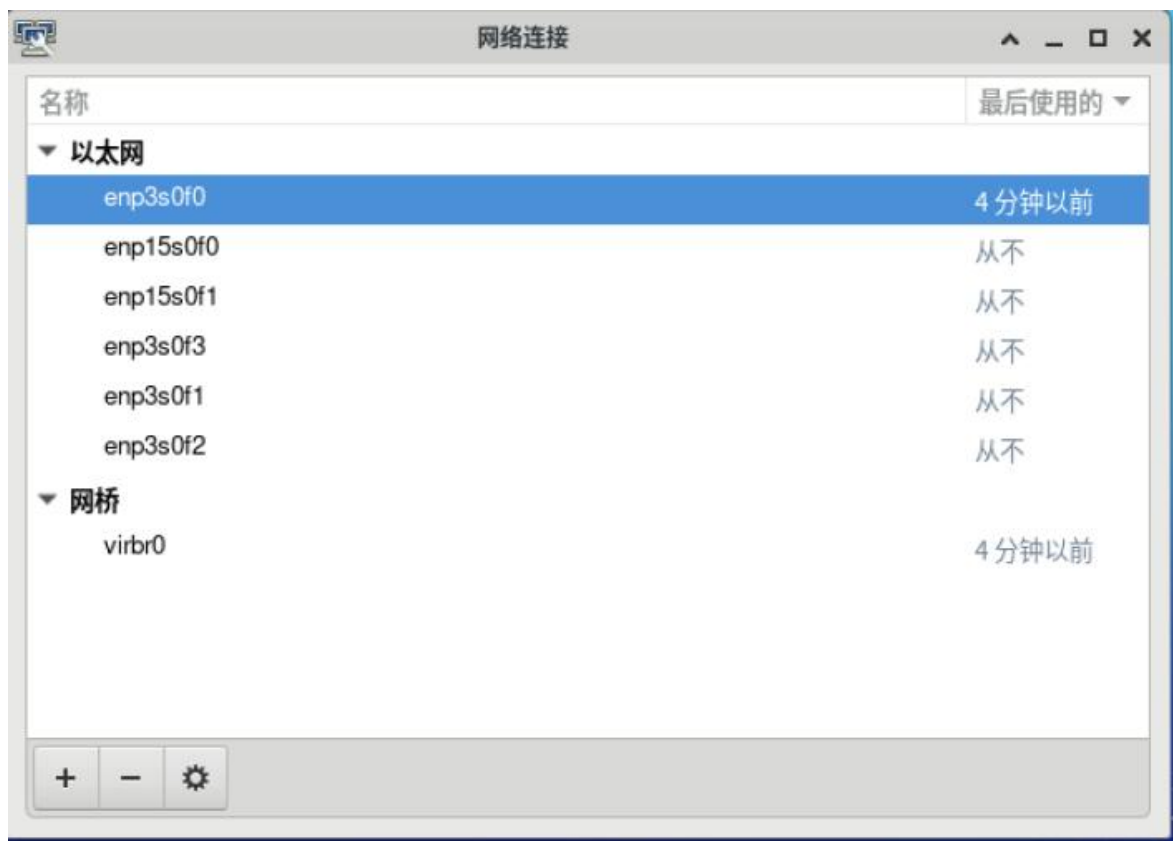 网络连接
名称 最后使用的
以太网
enp3s0f0 4 分钟以前
enp15s0f0 从不
enp15s0f1 从不
enp3s0f3 从不
enp3s0f1 从不
enp3s0f2 从不
网桥
virbr0 4 分钟以前